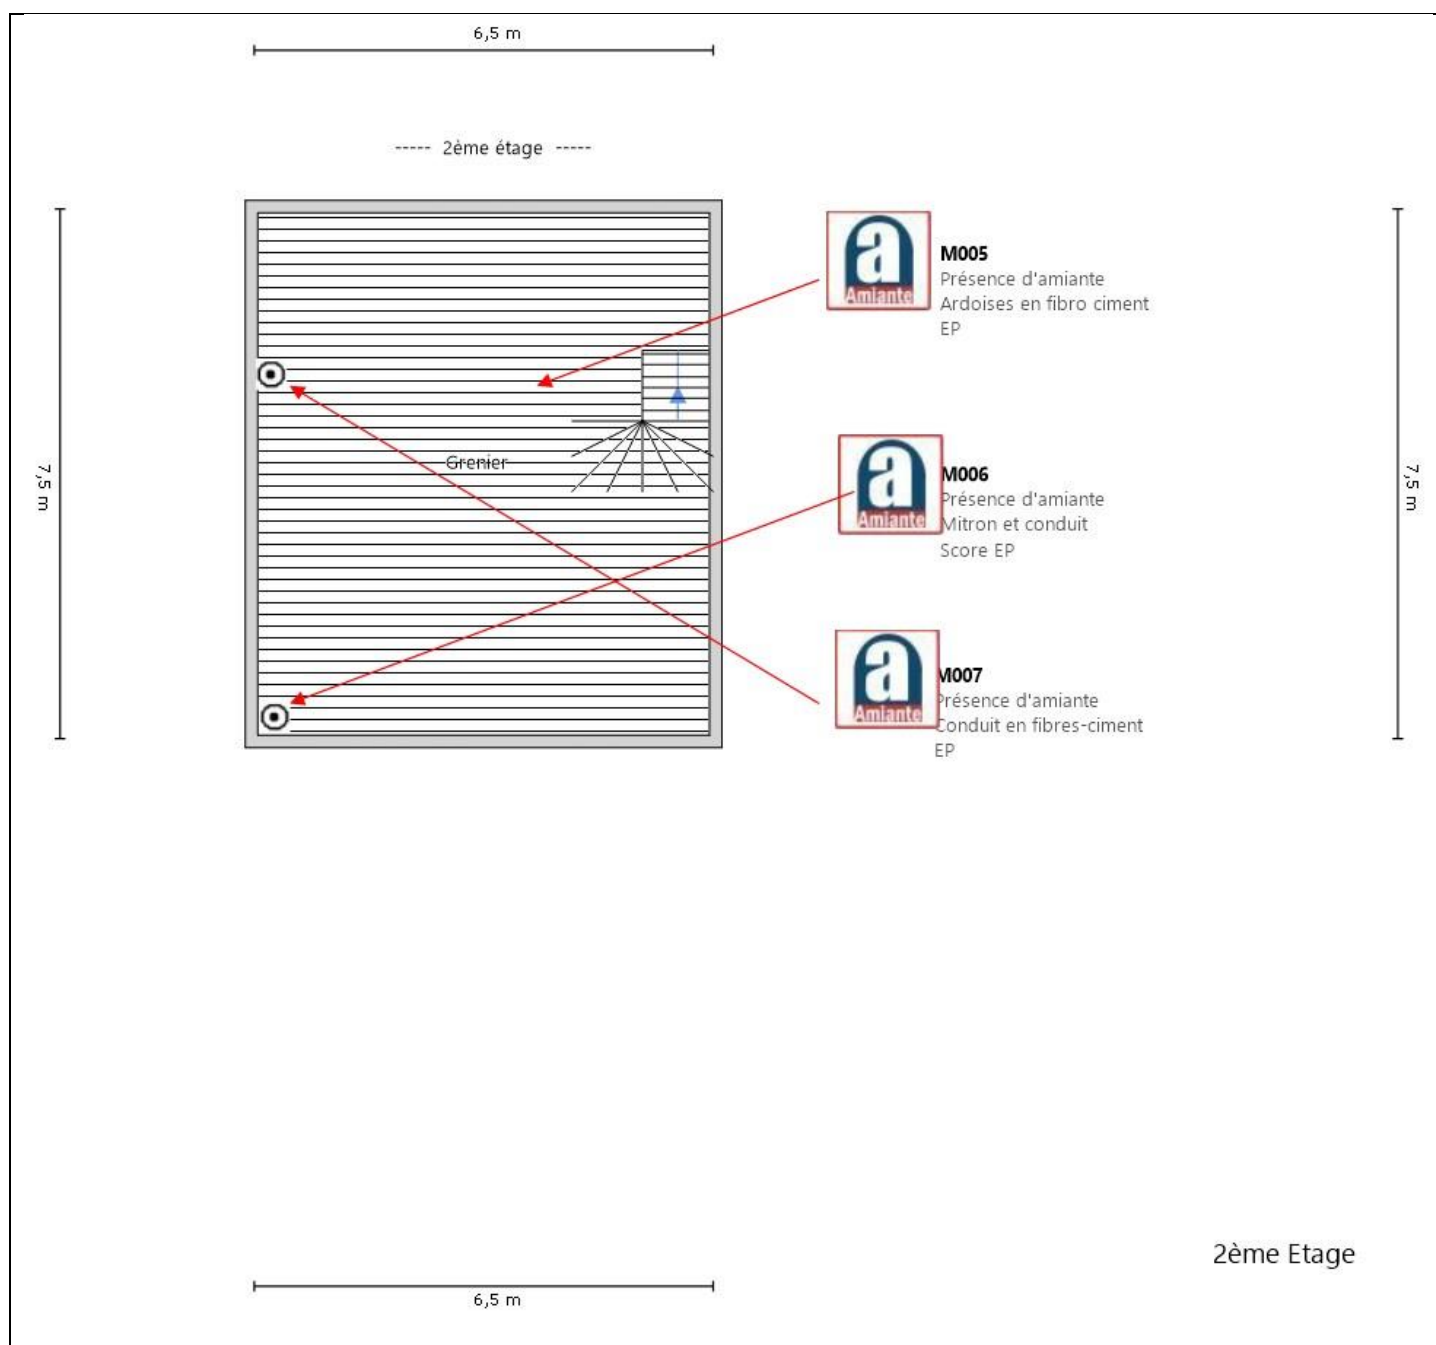 6,5 m
----- 2ème étage -----
7,5 m
a
Amiante
M005
Présence d'amiante
Ardoises en fibro ciment
EP
Grenier
a
Amiante
M006
Présence d'amiante
Mitron et conduit
Score EP
7,5 m
a
Amiante
M007
Présence d'amiante
Conduit en fibres-ciment
EP
2ème Etage
6,5 m